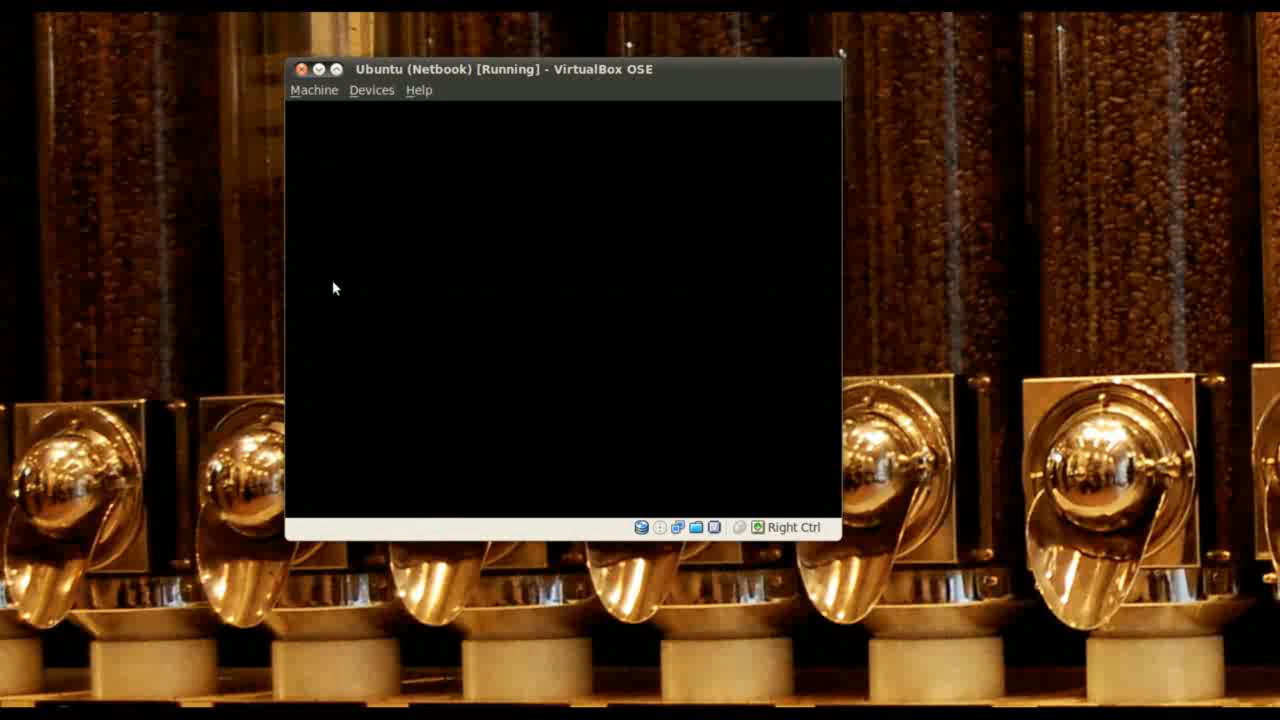 Ubuntu (Netbook) [Running] - VirtualBox OSE
Machine Devices Help
Right Ctrl